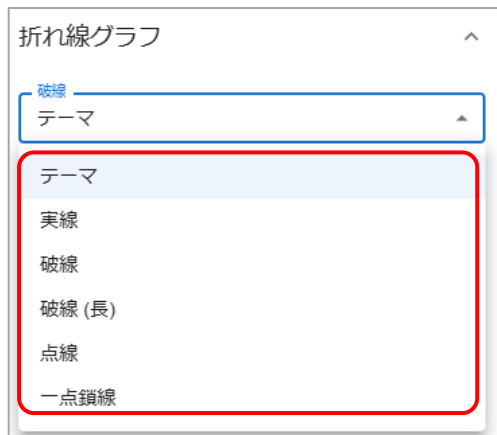 折れ線グラフ
破線
テーマ
テーマ
実線
破線
破線 (長)
点線
一点鎖線